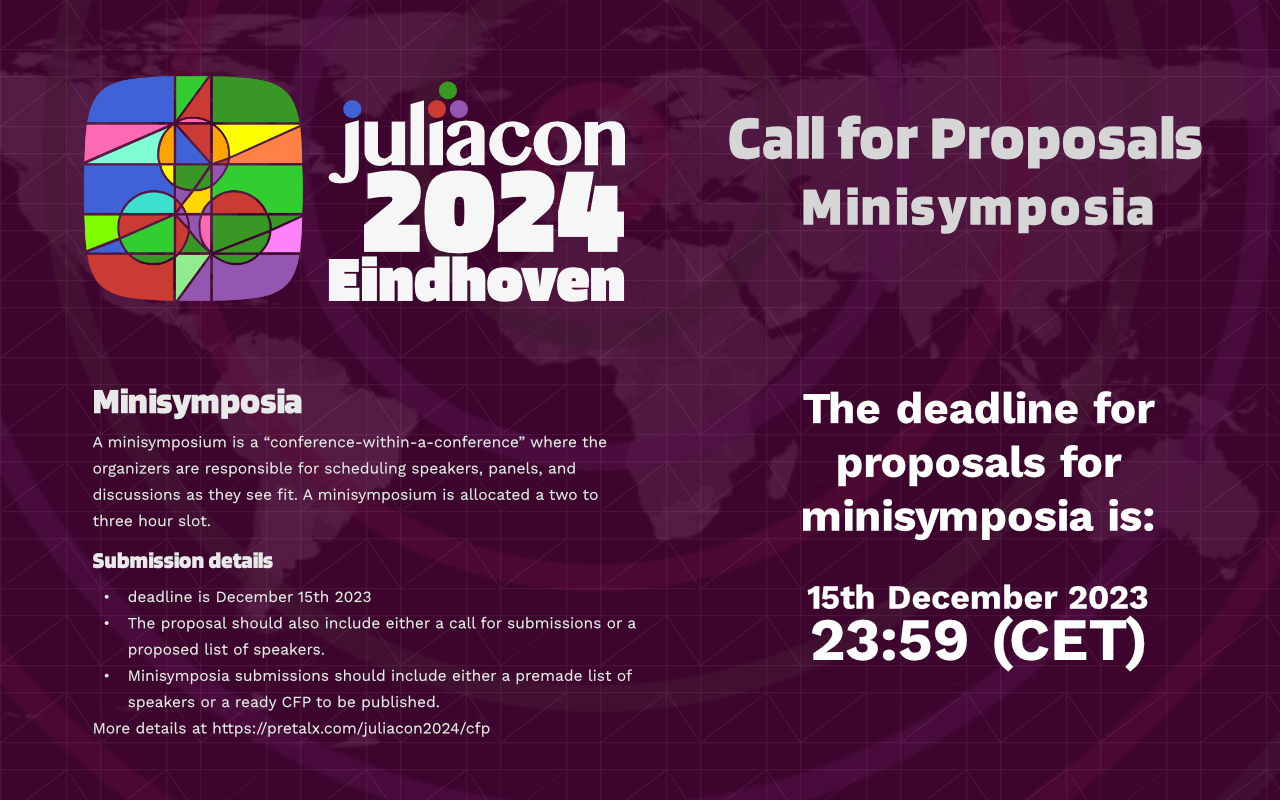 juliacon
2024
Eindhoven
Call for Proposals
Minisymposia
Minisymposia
A minisymposium is a “conference-within-a-conference” where the
organizers are responsible for scheduling speakers, panels, and
discussions as they see fit. A minisymposium is allocated a two to
three hour slot.
Submission details
• deadline is December 15th 2023
• The proposal should also include either a call for submissions or a
proposed list of speakers.
• Minisymposia submissions should include either a premade list of
speakers or a ready CFP to be published.
More details at https://pretalx.com/juliacon2024/cfp
The deadline for
proposals for
minisymposia is:
15th December 2023
23:59 (CET)